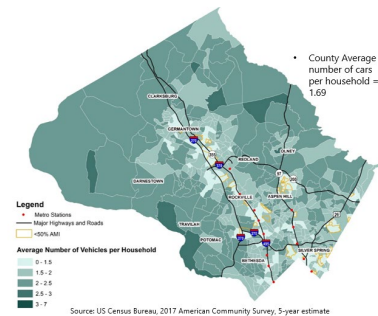 • County Average
number of cars
per household =
1.69
CLARKSBURG
GERMANTOWN
REDLAND
OLNEY
DARNESTOWN
ROCKVILLE
ASPEN HILL
TRAVILAH
POTOMAC
SILVER SPRING
BETHESDA
Legend
Metro Stations
Major Highways and Roads
<50% AMI
Average Number of Vehicles per Household
0 - 1.5
1.5 - 2
2 - 2.5
2.5 - 3
3 - 7
Source: US Census Bureau, 2017 American Community Survey, 5-year estimate